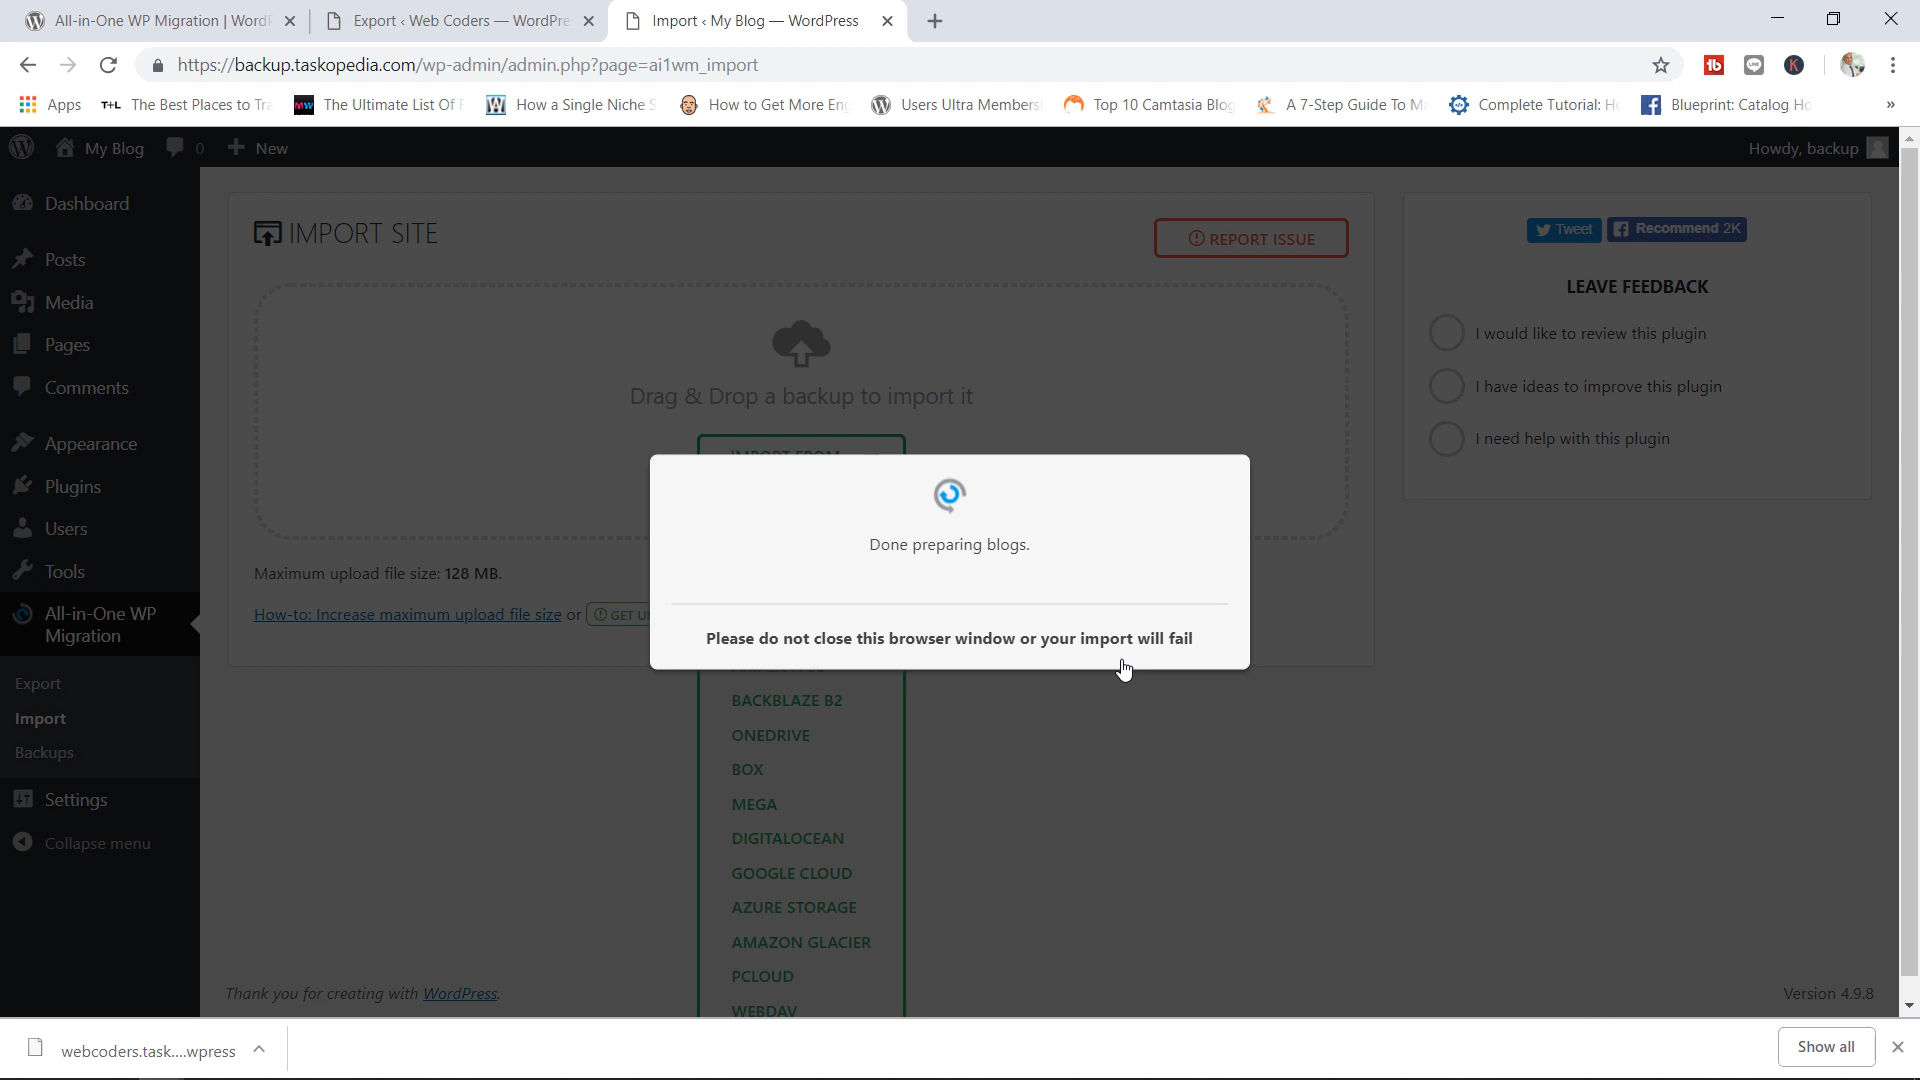 All-in-One WP Migration | Word
Export ‹ Web Coders — WordPre
Import ‹ My Blog — WordPress
https://backup.taskopedia.com/wp-admin/admin.php?page=ai1wm_import
Apps
T+L The Best Places to Tra
MW The Ultimate List Of
How a Single Niche
How to Get More En
Users Ultra Members
Top 10 Camtasia Blog
A 7-Step Guide To M
Complete Tutorial:
Blueprint: Catalog Ho
»
My Blog
0
New
Howdy, backup
Dashboard
Posts
Media
Pages
Comments
Appearance
Plugins
Users
Tools
All-in-One WP
Migration
Export
Import
Backups
Settings
Collapse menu
IMPORT SITE
REPORT ISSUE
Drag & Drop a backup to import it
IMPORT FROM
Done preparing blogs.
Please do not close this browser window or your import will fail
Maximum upload file size: 128 MB.
How-to: Increase maximum upload file size or GET U
BACKBLAZE B2
ONEDRIVE
BOX
MEGA
DIGITALOCEAN
GOOGLE CLOUD
AZURE STORAGE
AMAZON GLACIER
PCLOUD
WEBDAV
Tweet
Recommend 2K
LEAVE FEEDBACK
I would like to review this plugin
I have ideas to improve this plugin
I need help with this plugin
Thank you for creating with WordPress.
Version 4.9.8
webcoders.task....wpress
Show all